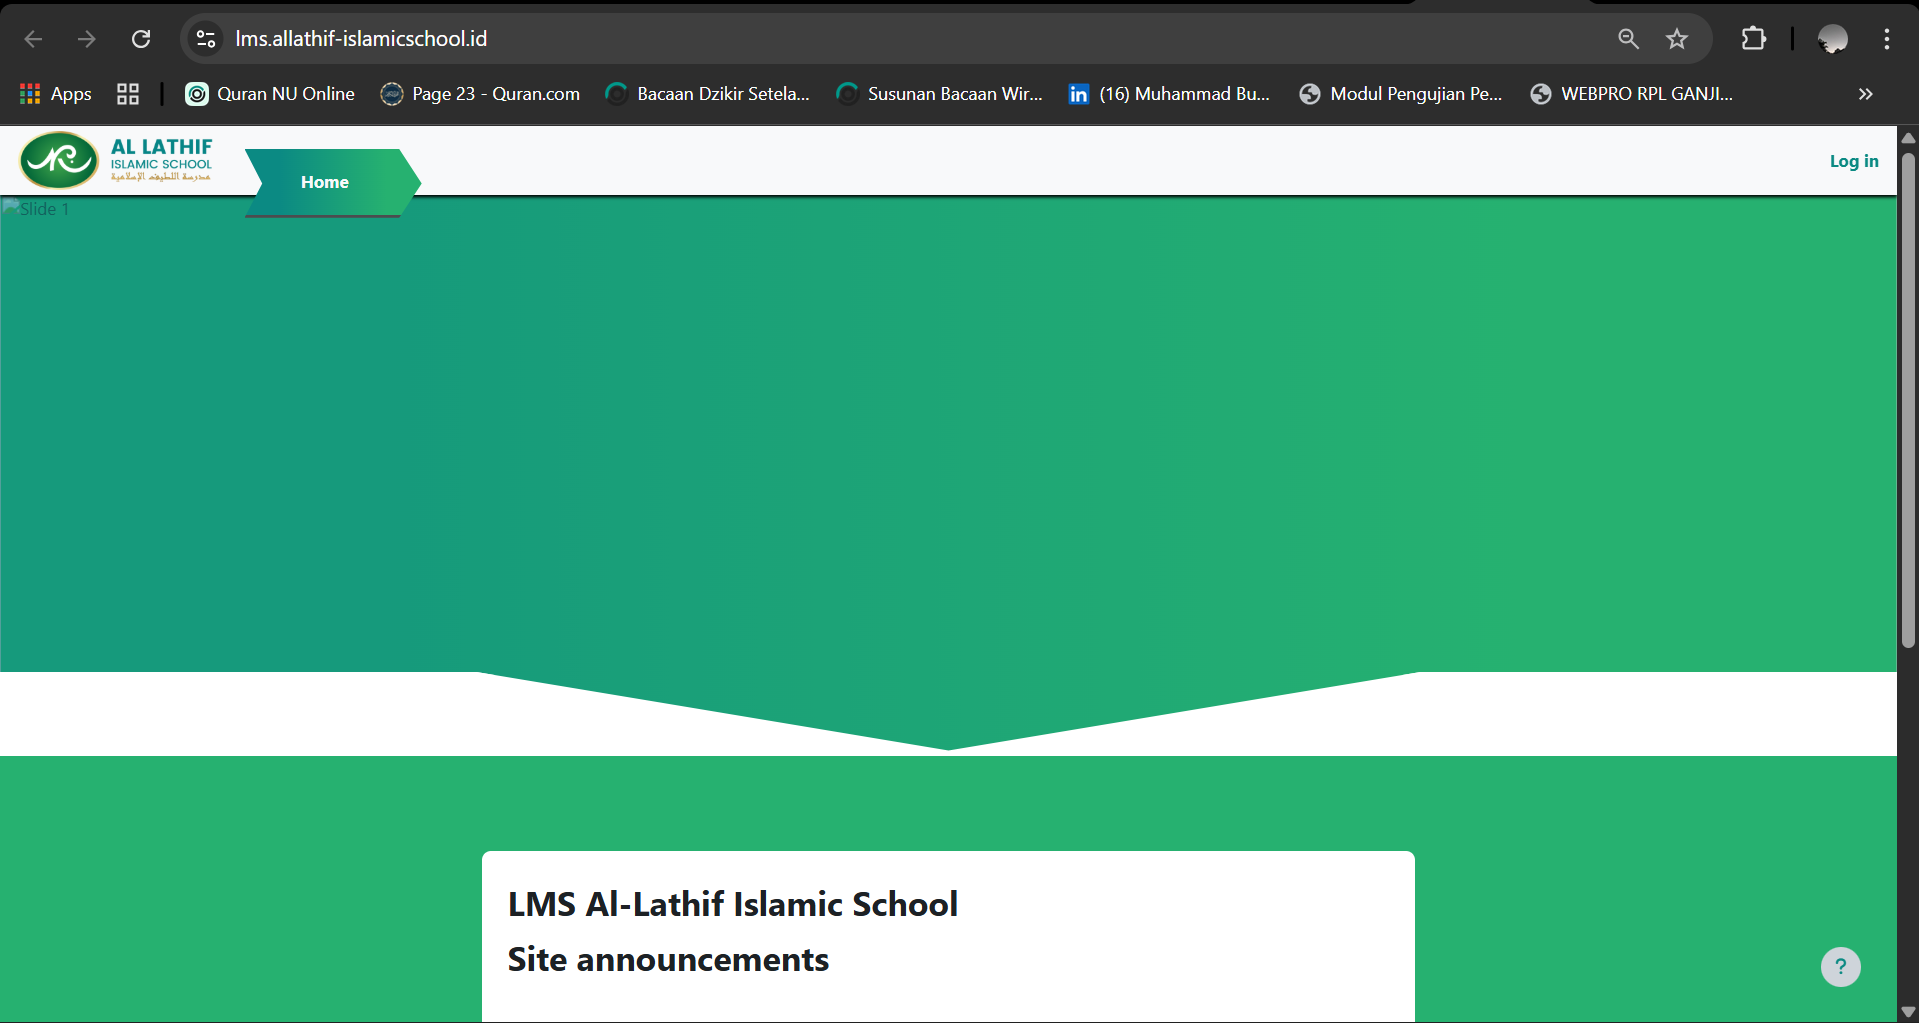 lms.allathif-islamicschool.id
Apps
Quran NU Online
Page 23 - Quran.com
Bacaan Dzikir Setela...
Susunan Bacaan Wir...
in
(16) Muhammad Bu...
Modul Pengujian Pe...
WEBPRO RPL GANJI...
AL LATHIF
ISLAMIC SCHOOL
مدرسة اللطيف الإسلامية
Home
Log in
Slide 1
LMS Al-Lathif Islamic School
Site announcements
?